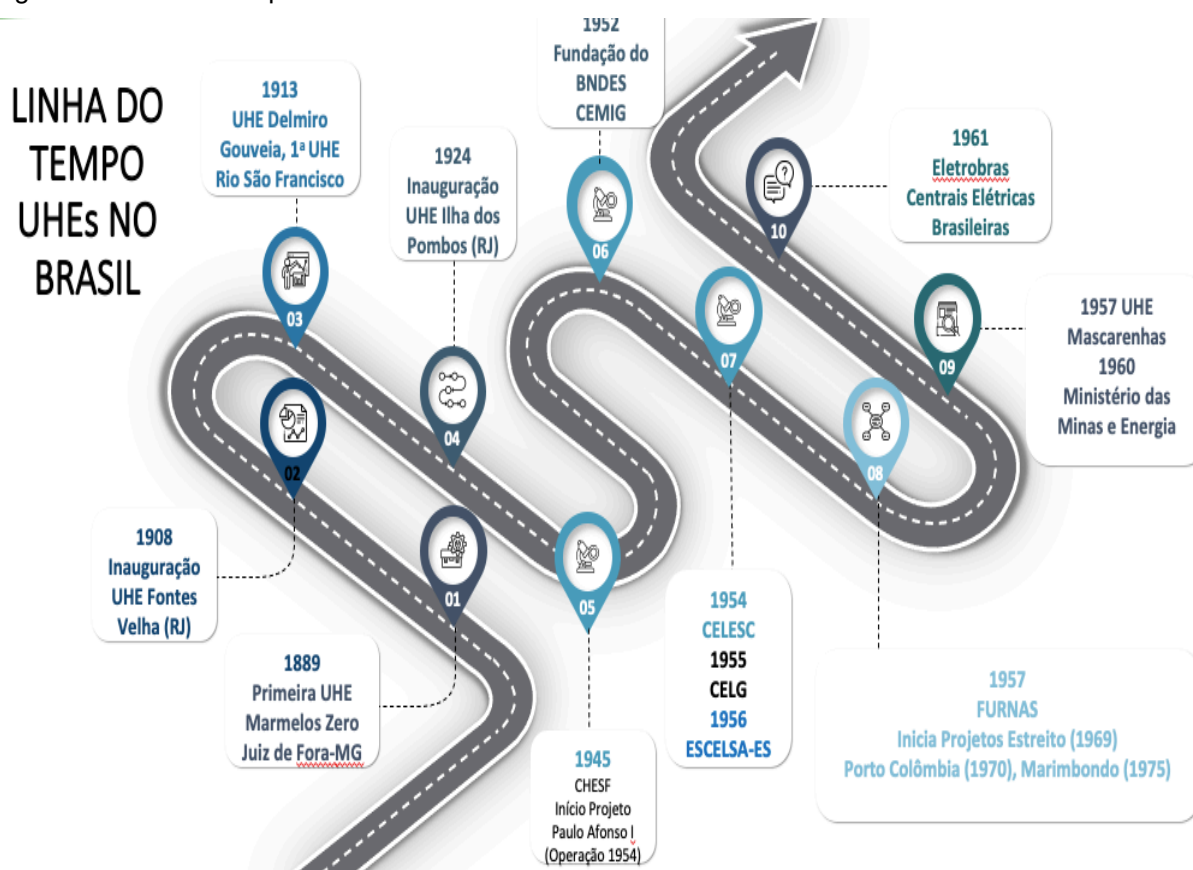 LINHA DO
TEMPO
UHEs NO
BRASIL
1889
Primeira UHE
Marmelos Zero
Juiz de Fora-MG
01
1908
Inauguração
UHE Fontes
Velha (RJ)
02
1913
UHE Delmiro
Gouveia, 1ª UHE
Rio São Francisco
03
1924
Inauguração
UHE Ilha dos
Pombos (RJ)
04
1945
CHESF
Início Projeto
Paulo Afonso I
(Operação 1954)
05
1952
Fundação do
BNDES
CEMIG
06
1954
CELESC
1955
CELG
1956
ESCELSA-ES
07
1957
FURNAS
Inicia Projetos Estreito (1969)
Porto Colômbia (1970), Marimbondo (1975)
08
1957 UHE
Mascarenhas
1960
Ministério das
Minas e Energia
09
1961
Eletrobras
Centrais Elétricas
Brasileiras
10